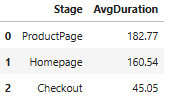 Stage AvgDuration
0 ProductPage 182.77
1 Homepage 160.54
2 Checkout 45.05